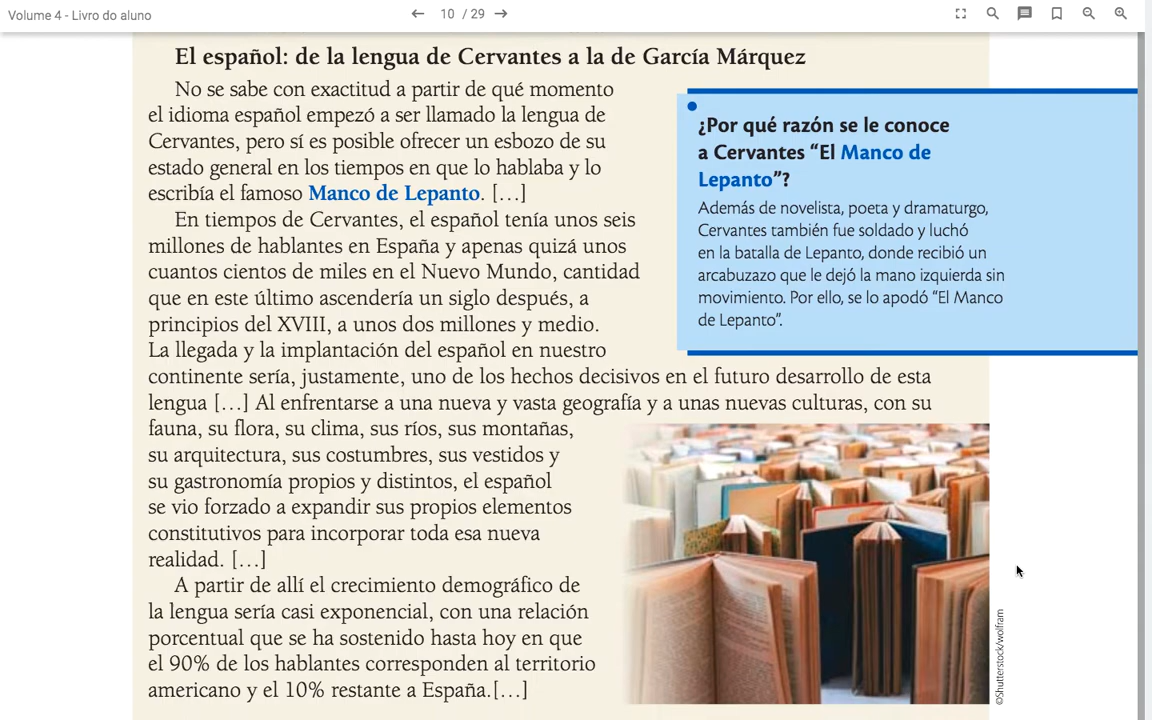 Volume 4 - Livro do aluno
10 / 29
El español: de la lengua de Cervantes a la de García Márquez
No se sabe con exactitud a partir de qué momento
el idioma español empezó a ser llamado la lengua de
Cervantes, pero sí es posible ofrecer un esbozo de su
estado general en los tiempos en que lo hablaba y lo
escribía el famoso Manco de Lepanto. […]
En tiempos de Cervantes, el español tenía unos seis
millones de hablantes en España y apenas quizá unos
cuantos cientos de miles en el Nuevo Mundo, cantidad
que en este último ascendería un siglo después, a
principios del XVIII, a unos dos millones y medio.
La llegada y la implantación del español en nuestro
continente sería, justamente, uno de los hechos decisivos en el futuro desarrollo de esta
lengua […] Al enfrentarse a una nueva y vasta geografía y a unas nuevas culturas, con su
fauna, su flora, su clima, sus ríos, sus montañas,
su arquitectura, sus costumbres, sus vestidos y
su gastronomía propios y distintos, el español
se vio forzado a expandir sus propios elementos
constitutivos para incorporar toda esa nueva
realidad. […]
A partir de allí el crecimiento demográfico de
la lengua sería casi exponencial, con una relación
porcentual que se ha sostenido hasta hoy en que
el 90% de los hablantes corresponden al territorio
americano y el 10% restante a España.[…]
¿Por qué razón se le conoce
a Cervantes “El Manco de
Lepanto”?
Además de novelista, poeta y dramaturgo,
Cervantes también fue soldado y luchó
en la batalla de Lepanto, donde recibió un
arcabuzazo que le dejó la mano izquierda sin
movimiento. Por ello, se lo apodó “El Manco
de Lepanto”.
©Shutterstock/wolfram